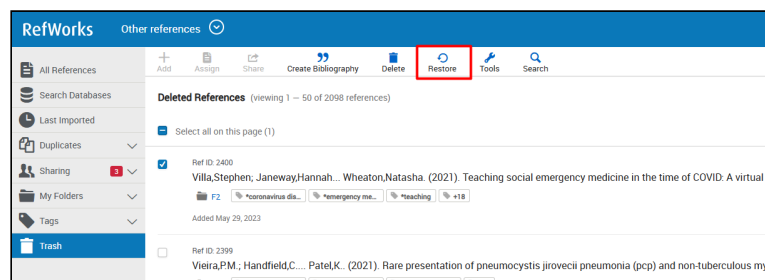 RefWorks Other references
All References
Search Databases
Last Imported
Duplicates
Sharing 3
My Folders
Tags
Trash
Add Assign Share Create Bibliography Delete Restore Tools Search
Deleted References (viewing 1 – 50 of 2098 references)
Select all on this page (1)
Ref ID: 2400
Villa,Stephen; Janeway,Hannah... Wheaton,Natasha. (2021). Teaching social emergency medicine in the time of COVID: A virtual
F2 *coronavirus dis... *emergency me... *teaching +18
Added May 29, 2023
Ref ID: 2399
Vieira,P.M.; Handfield,C.... Patel,K.. (2021). Rare presentation of pneumocystis jirovecii pneumonia (pcp) and non-tuberculous my